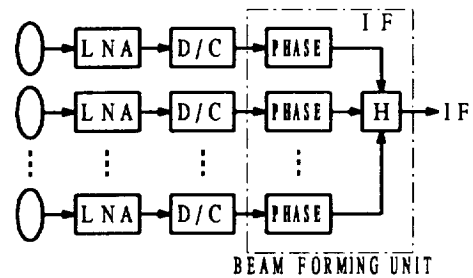 IF
LNA D/C PHASE
LNA D/C PHASE H IF
LNA D/C PHASE
BEAM FORMING UNIT